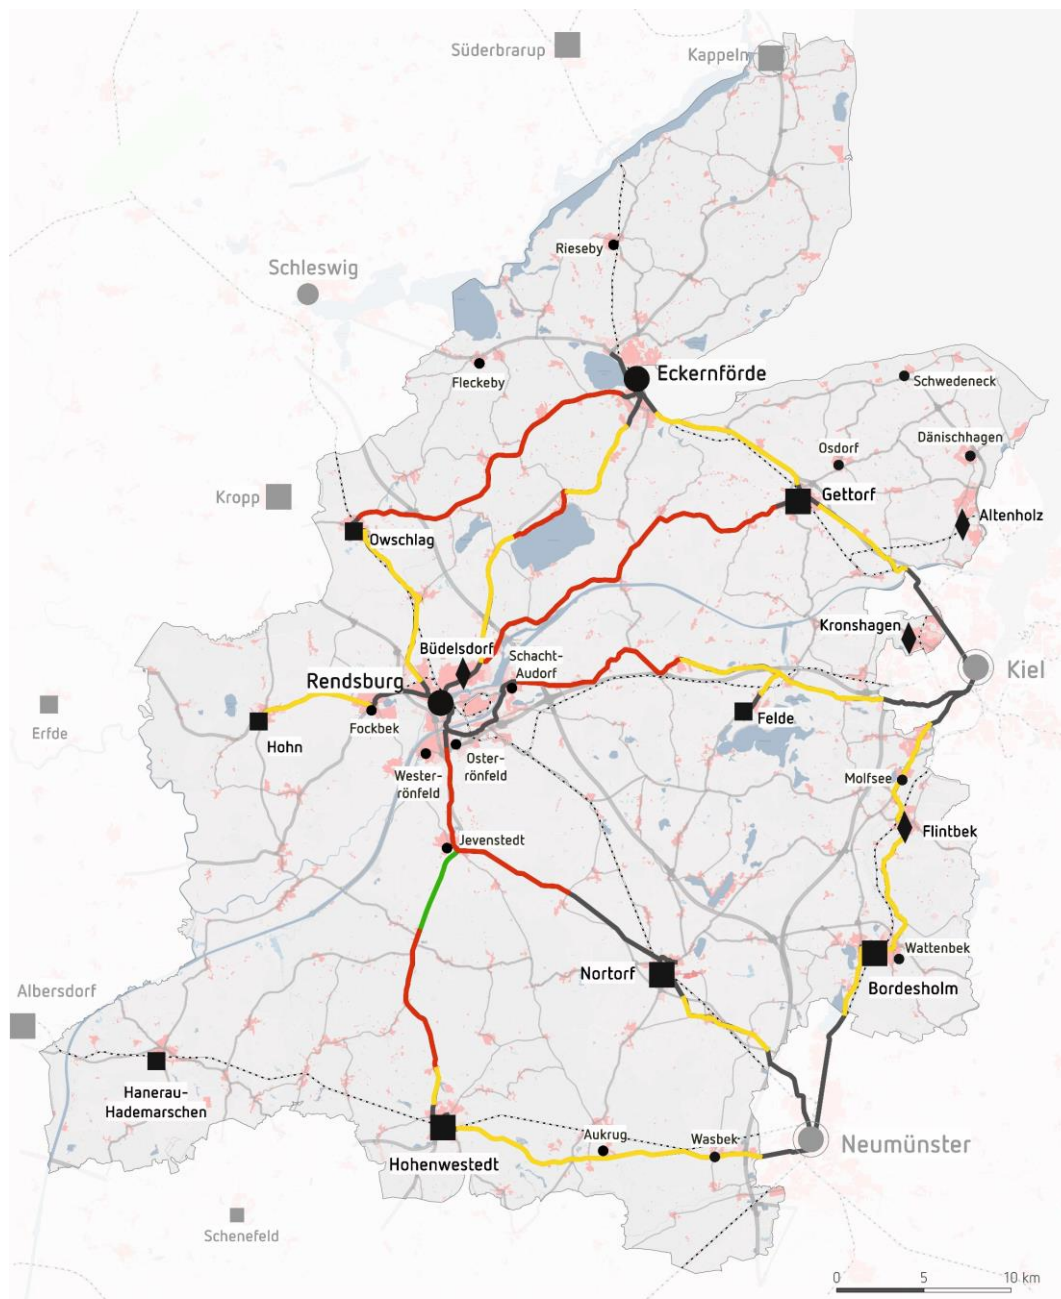 Süderbrarup
Kappeln
Rieseby
Schleswig
Fleckeby
Eckernförde
Schwedeneck
Dänischhagen
Osdorf
Kropp
Gettorf
Altenholz
Owschlag
Kronshagen
Büdelsdorf
Schacht-
Audorf
Kiel
Rendsburg
Erfde
Hohn
Fockbek
Felde
Oster-
rönfeld
Wester-
rönfeld
Molfsee
Flintbek
Jevenstedt
Wattenbek
Nortorf
Bordesholm
Albersdorf
Hanerau-
Hademarschen
Aukrug
Wasbek
Neumünster
Hohenwestedt
Schenefeld
0 5 10 km